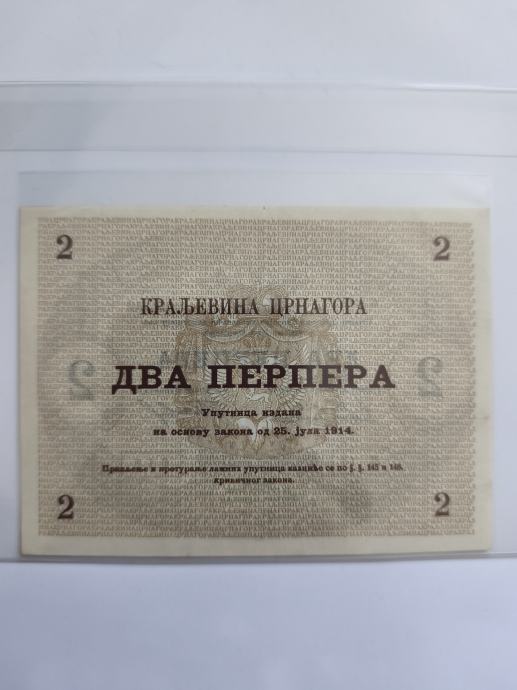 2 2
КРАЉЕВИНА ЦРНАГОРА
ДВА ПЕРПЕРА
Упутница издана
на основу закона од 25. јула 1914.
Прављење и протурање лажних упутница казниће се по §. §. 145 и 146.
кривичног закона.
2 2